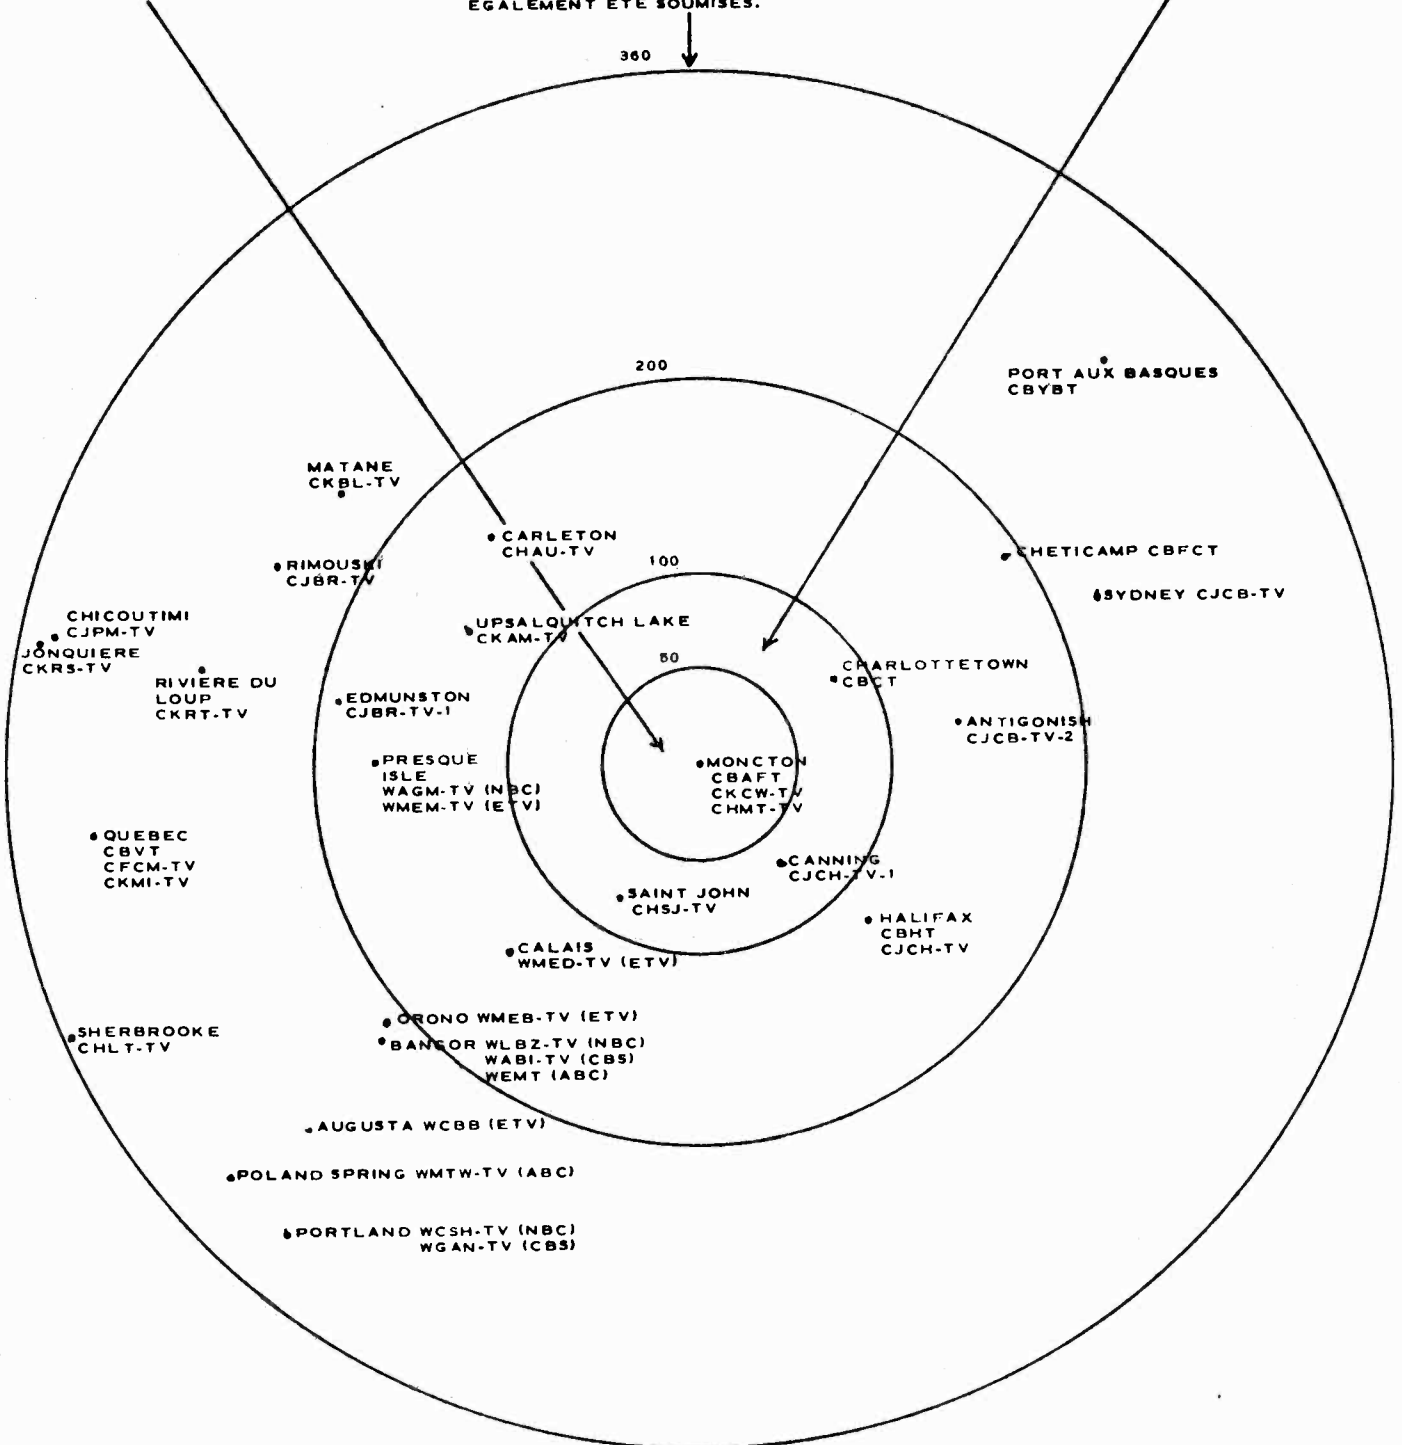 EGALEMENT ETE SOUMISES.
360
200
PORT AUX BASQUES
CBYBT
MATANE
CKBL-TV
CARLETON
CHAU-TV
CHETICAMP CBFCT
100
RIMOUSKI
CJBR-TV
SYDNEY CJCB-TV
CHICOUTIMI
CJPM-TV
JONQUIERE
CKRS-TV
UPSALQUITCH LAKE
CKAM-TV
50
CHARLOTTETOWN
CBCT
RIVIERE DU
LOUP
CKRT-TV
EDMUNSTON
CJBR-TV-1
ANTIGONISH
CJCB-TV-2
PRESQUE
ISLE
WAGM-TV (NBC)
WMEM-TV (ETV)
MONCTON
CBAFT
CKCW-TV
CHMT-TV
QUEBEC
CBVT
CFCM-TV
CKMI-TV
CANNING
CJCH-TV-1
SAINT JOHN
CHSJ-TV
HALIFAX
CBHT
CJCH-TV
CALAIS
WMED-TV (ETV)
ORONO WMEB-TV (ETV)
SHERBROOKE
CHLT-TV
BANGOR WLBZ-TV (NBC)
WABI-TV (CBS)
WEMT (ABC)
AUGUSTA WCBB (ETV)
POLAND SPRING WMTW-TV (ABC)
PORTLAND WCSH-TV (NBC)
WGAN-TV (CBS)